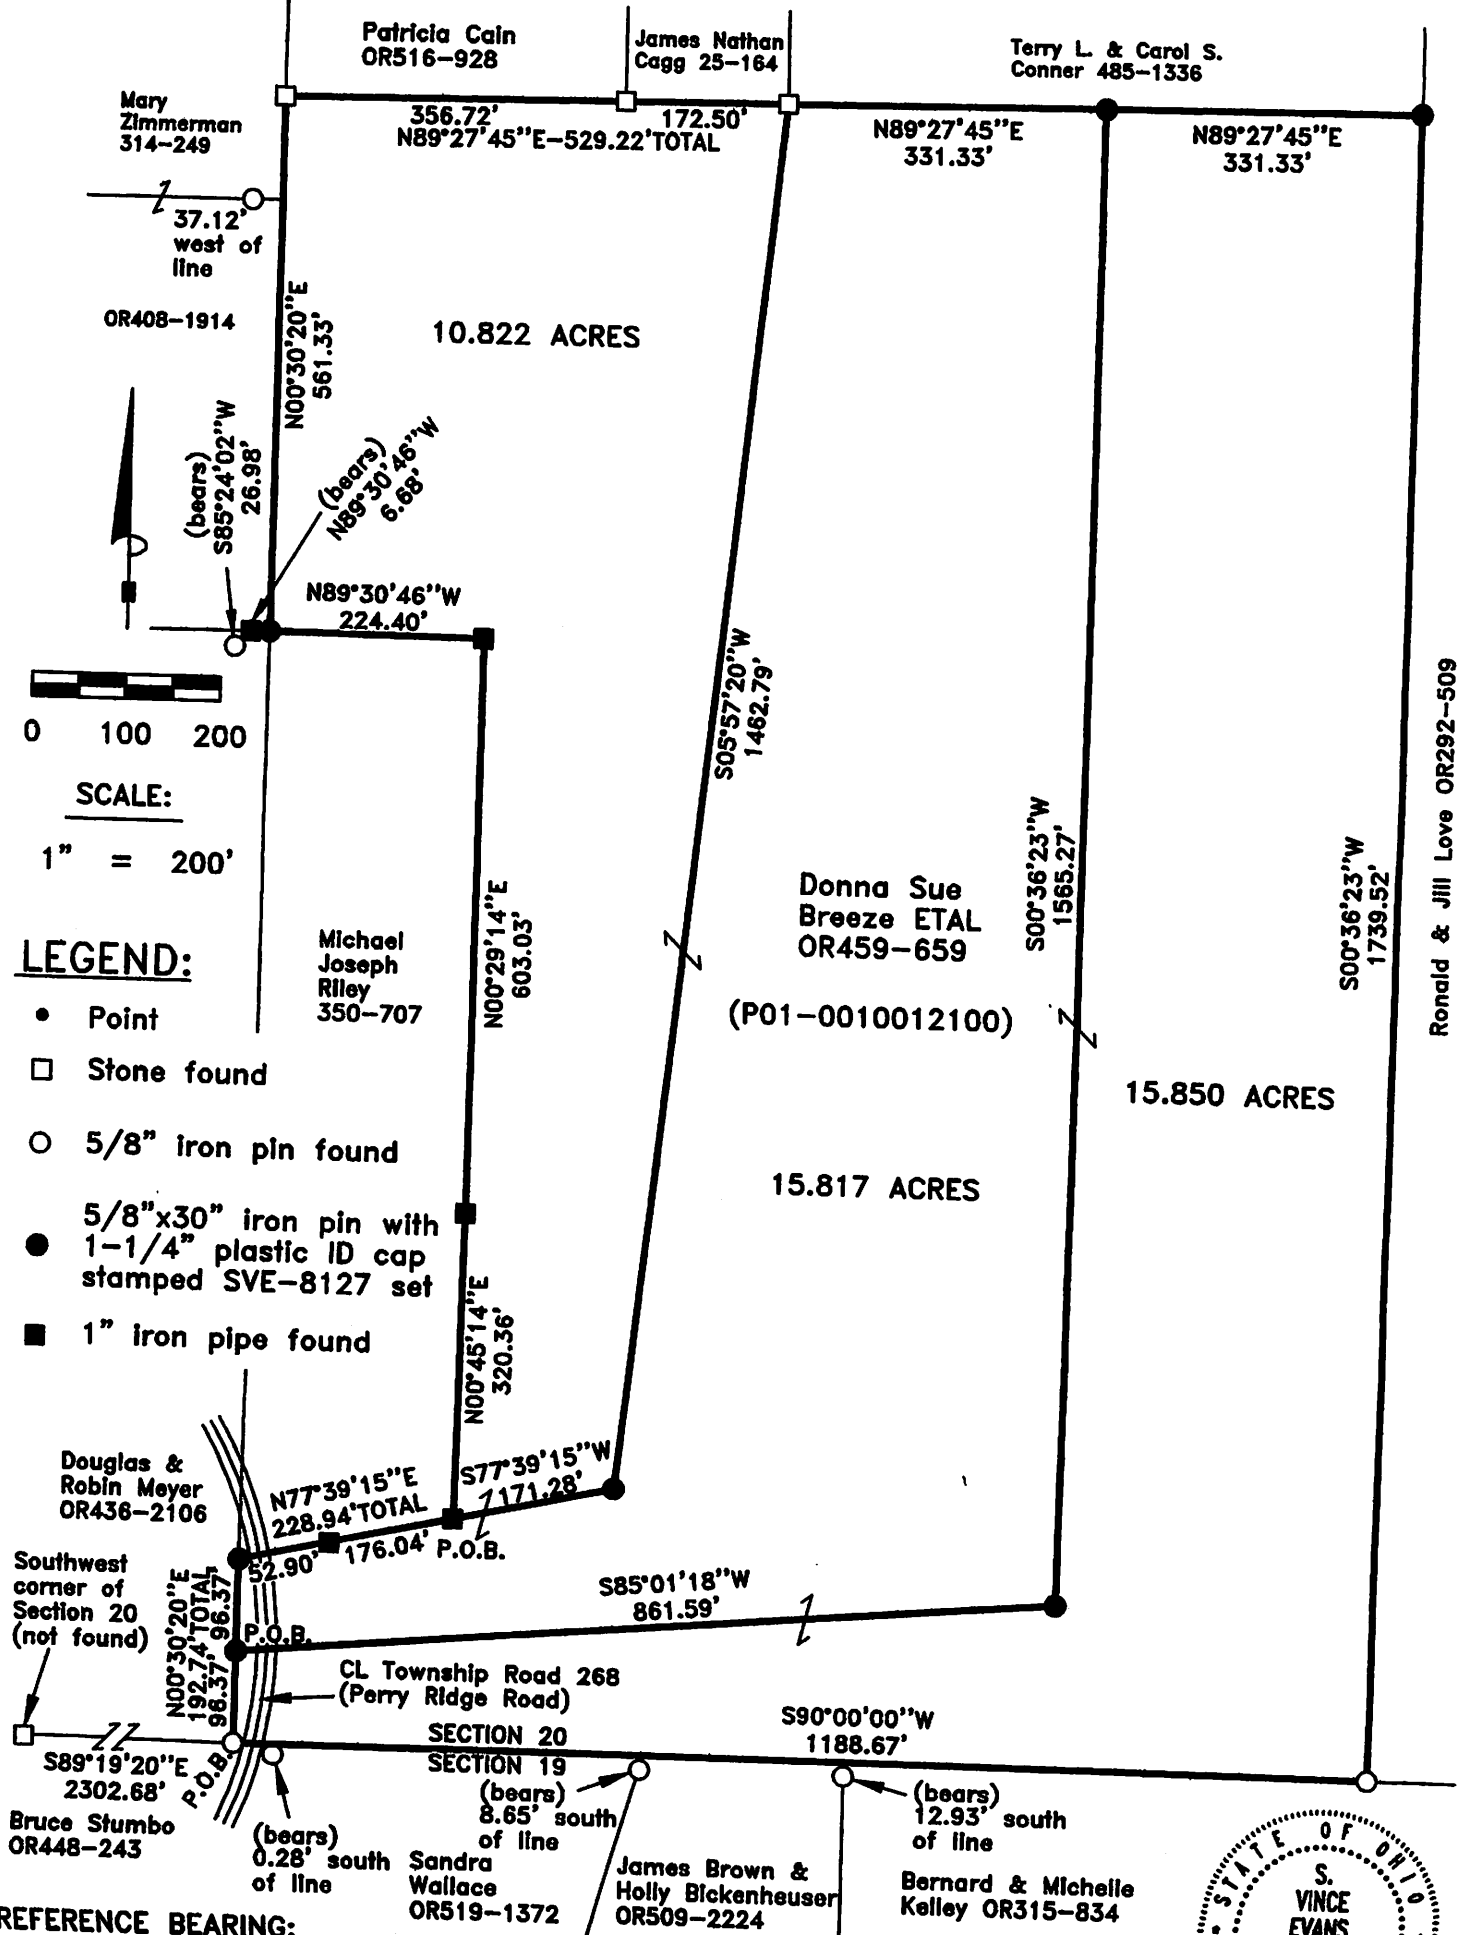 Patricia Cain
OR516-928
James Nathan
Cagg 25-164
Terry L. & Carol S.
Conner 485-1336
Mary
Zimmerman
314-249
356.72'
172.50'
N89°27'45"E-529.22'TOTAL
N89°27'45"E
331.33'
N89°27'45"E
331.33'
37.12'
west of
line
OR408-1914
N00°30'20"E
561.33'
10.822 ACRES
(bears)
S85°24'02"W
26.98'
(bears)
N89°30'46"W
6.68'
N89°30'46"W
224.40'
0 100 200
SCALE:
1" = 200'
S05°57'20"W
1462.79'
Ronald & Jill Love OR292-509
S00°36'23"W
1565.27'
S00°36'23"W
1739.52'
Donna Sue
Breeze ETAL
OR459-659
(P01-0010012100)
N00°29'14"E
603.03'
Michael
Joseph
Riley
350-707
LEGEND:
Point
Stone found
5/8" iron pin found
5/8"x30" iron pin with
1-1/4" plastic ID cap
stamped SVE-8127 set
1" iron pipe found
15.850 ACRES
15.817 ACRES
N00°45'14"E
320.36'
Douglas &
Robin Meyer
OR436-2106
N77°39'15"E
228.94'TOTAL
S77°39'15"W
171.28'
52.90'
176.04'
P.O.B.
Southwest
corner of
Section 20
(not found)
N00°30'20"E
192.74'TOTAL
96.37'
96.37'
P.O.B.
S85°01'18"W
861.59'
CL Township Road 268
(Perry Ridge Road)
SECTION 20
SECTION 19
S90°00'00"W
1188.67'
S89°19'20"E
2302.68'
P.O.B.
Bruce Stumbo
OR448-243
(bears)
0.28' south
of line
(bears)
8.65' south
of line
(bears)
12.93' south
of line
Sandra
Wallace
OR519-1372
James Brown &
Holly Bickenheuser
OR509-2224
Bernard & Michelle
Kelley OR315-834
STATE OF OHIO
S.
VINCE
EVANS
REFERENCE BEARING: